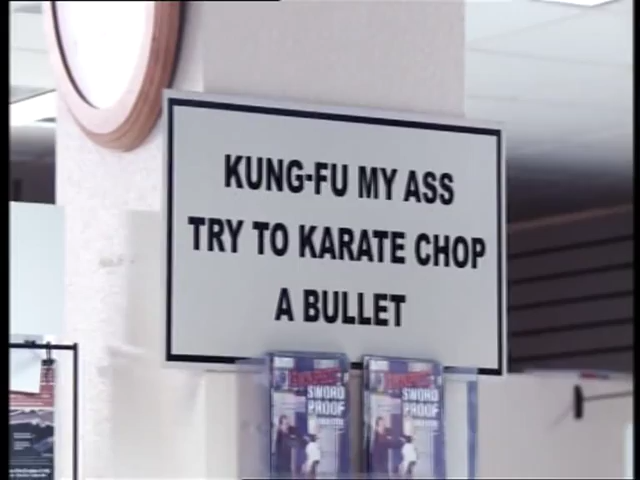 KUNG-FU MY ASS
TRY TO KARATE CHOP
A BULLET
SWORD
PROOF
SWORD
PROOF